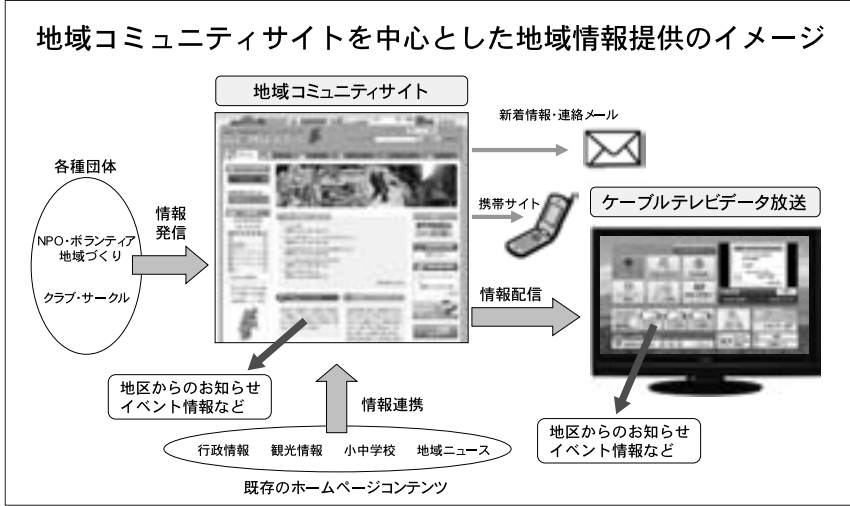 地域コミュニティサイトを中心とした地域情報提供のイメージ
地域コミュニティサイト
新着情報・連絡メール
各種団体
携帯サイト
ケーブルテレビデータ放送
情報
発信
NPO・ボランティア
地域づくり
クラブ・サークル
情報配信
地区からのお知らせ
イベント情報など
情報連携
行政情報　観光情報　小中学校　地域ニュース
既存のホームページコンテンツ
地区からのお知らせ
イベント情報など